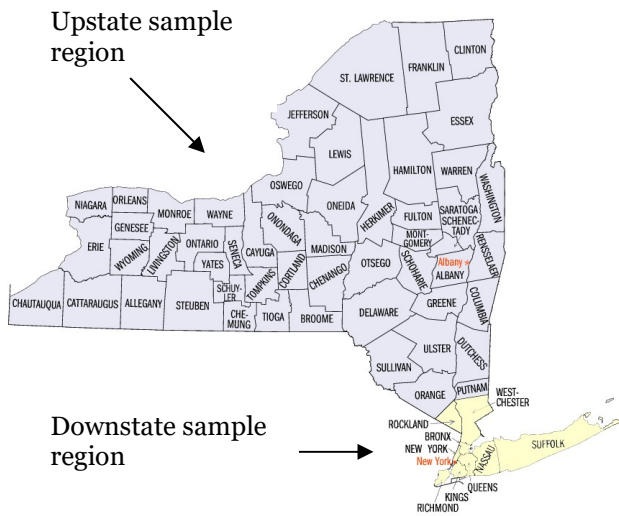 Upstate sample
region
CLINTON
FRANKLIN
ST. LAWRENCE
JEFFERSON
ESSEX
LEWIS
HAMILTON
WARREN
WASHINGTON
OSWEGO
ONEIDA
HERKIMER
FULTON
SARATOGA
NIAGARA
ORLEANS
MONROE
WAYNE
GENESEE
ONONDAGA
MADISON
MONT-
GOMERY
SCHENEC-
TADY
RENSSELAER
ERIE
WYOMING
LIVINGSTON
ONTARIO
YATES
SENECA
CAYUGA
CORTLAND
CHENANGO
OTSEGO
SCHOHARIE
Albany
ALBANY
CHAUTAUQUA
CATTARAUGUS
ALLEGANY
STEUBEN
SCHUY-
LER
CHE-
MUNG
TOMPKINS
TIOGA
BROOME
DELAWARE
GREENE
COLUMBIA
ULSTER
DUTCHESS
SULLIVAN
ORANGE
PUTNAM
WEST-
CHESTER
Downstate sample
region
ROCKLAND
BRONX
NEW YORK
New York
NASSAU
SUFFOLK
QUEENS
KINGS
RICHMOND